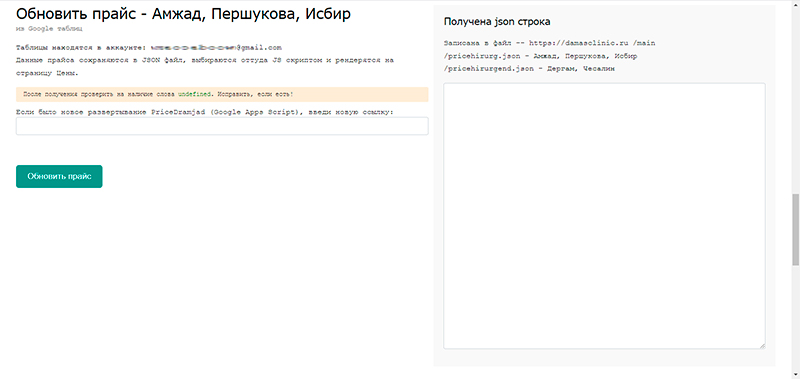 Обновить прайс - Амжад, Першукова, Исбир
из Google таблиц
Таблицы находятся в аккаунте: @gmail.com
Данные прайса сохраняются в JSON файл, выбираются оттуда JS скриптом и рендерятся на
страницу Цены.
После получения проверить на наличие слова undefined. Исправить, если есть!
Если было новое развертывание PriceDramjad (Google Apps Script), введи новую ссылку:
Обновить прайс
Получена json строка
Записана в файл -- https://damasclinic.ru /main
/pricehirurg.json - Амжад, Першукова, Исбир
/pricehirurgend.json - Дергам, Чесалин